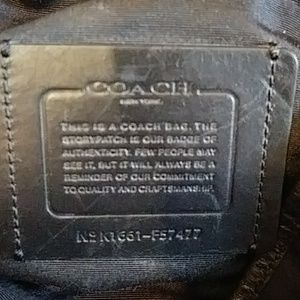 COACH
NEW YORK
THIS IS A COACH BAG. THE
STORYPATCH IS OUR BADGE OF
AUTHENTICITY. FEW PEOPLE MAY
SEE IT, BUT IT WILL ALWAYS BE A
REMINDER OF OUR COMMITMENT
TO QUALITY AND CRAFTSMANSHIP.
Nº K1661-F57477